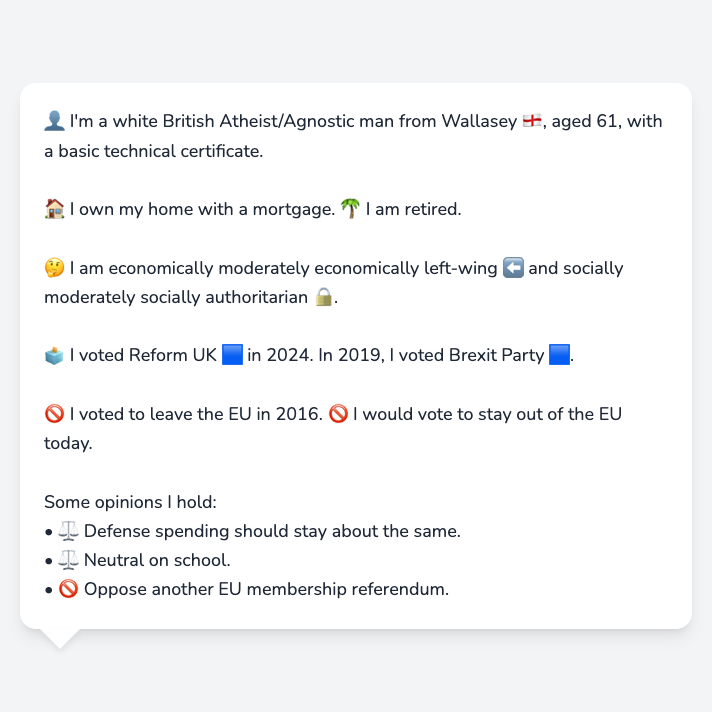 👤 I'm a white British Atheist/Agnostic man from Wallasey 🏴󠁧󠁢󠁥󠁮󠁧󠁿, aged 61, with
a basic technical certificate.
🏠 I own my home with a mortgage. 🌴 I am retired.
🤔 I am economically moderately economically left-wing ⬅️ and socially
moderately socially authoritarian 🔒.
🗳️ I voted Reform UK 🟦 in 2024. In 2019, I voted Brexit Party 🟦.
🚫 I voted to leave the EU in 2016. 🚫 I would vote to stay out of the EU
today.
Some opinions I hold:
• ⚖️ Defense spending should stay about the same.
• ⚖️ Neutral on school.
• 🚫 Oppose another EU membership referendum.